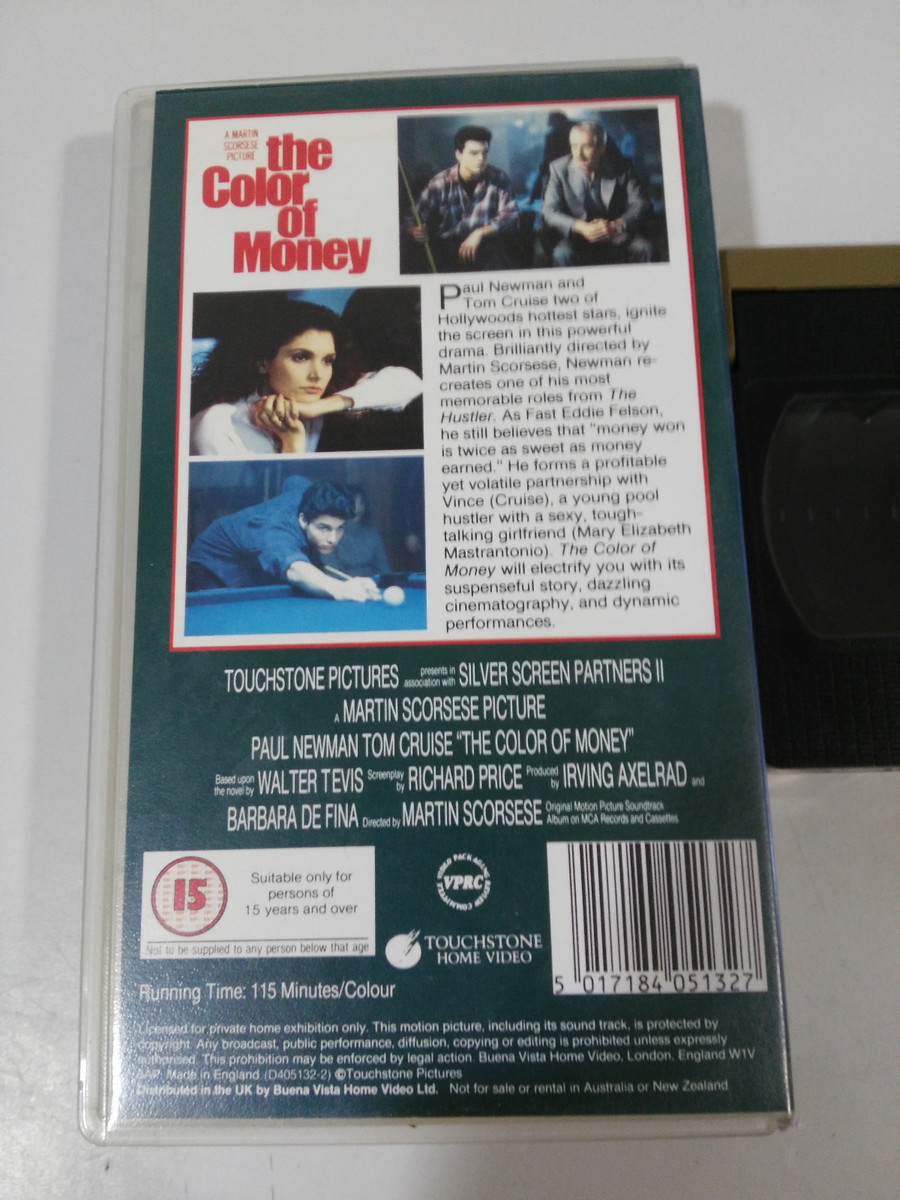 A MARTIN
SCORSESE
PICTURE
the
Color
of
Money
Paul Newman and
Tom Cruise two of
Hollywoods hottest stars, ignite
the screen in this powerful
drama. Brilliantly directed by
Martin Scorsese, Newman re-
creates one of his most
memorable roles from The
Hustler. As Fast Eddie Felson,
he still believes that "money won
is twice as sweet as money
earned." He forms a profitable
yet volatile partnership with
Vince (Cruise), a young pool
hustler with a sexy, tough-
talking girlfriend (Mary Elizabeth
Mastrantonio). The Color of
Money will electrify you with its
suspenseful story, dazzling
cinematography, and dynamic
performances.
TOUCHSTONE PICTURES presents in association with SILVER SCREEN PARTNERS II
A MARTIN SCORSESE PICTURE
PAUL NEWMAN TOM CRUISE "THE COLOR OF MONEY"
Based upon the novel by WALTER TEVIS Screenplay by RICHARD PRICE Produced by IRVING AXELRAD and
BARBARA DE FINA Directed by MARTIN SCORSESE Original Motion Picture Soundtrack Album on MCA Records and Cassettes
15
Suitable only for
persons of
15 years and over
Not to be supplied to any person below that age
VIDEO PACKAGING REVIEW COMMITTEE
VPRC
TOUCHSTONE
HOME VIDEO
5 017184 051327
Running Time: 115 Minutes/Colour
Licensed for private home exhibition only. This motion picture, including its sound track, is protected by
copyright. Any broadcast, public performance, diffusion, copying or editing is prohibited unless expressly
authorised. This prohibition may be enforced by legal action. Buena Vista Home Video, London, England W1V
Made in England. (D405132-2) ©Touchstone Pictures
Distributed in the UK by Buena Vista Home Video Ltd. Not for sale or rental in Australia or New Zealand